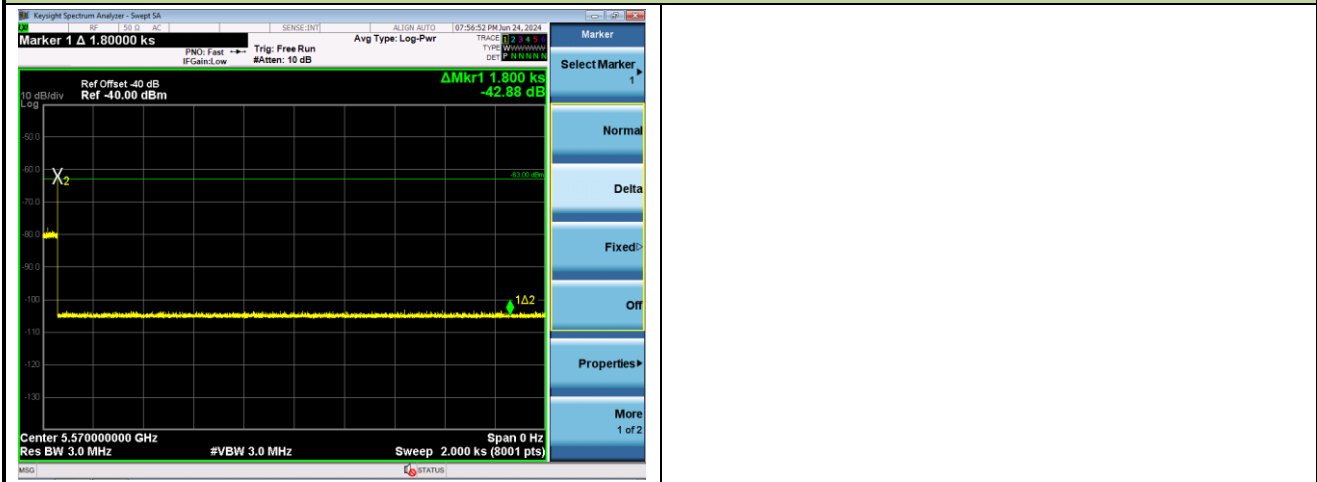 Keysight Spectrum Analyzer - Swept SA
RF 50 Ω AC SENSE:INT ALIGN AUTO 07:56:52 PM Jun 24, 2024
Marker 1 Δ 1.80000 ks
PNO: Fast
IFGain:Low
Trig: Free Run
#Atten: 10 dB
Avg Type: Log-Pwr
TRACE 1 2 3 4 5 6
TYPE WWWWWW
DET P N N N N N
Ref Offset -40 dB
10 dB/div Ref -40.00 dBm
Log
ΔMkr1 1.800 ks
-42.88 dB
-50.0
-60.0
X2
-63.00 dBm
-70.0
-80.0
-90.0
-100
1Δ2
-110
-120
-130
Center 5.570000000 GHz Span 0 Hz
Res BW 3.0 MHz #VBW 3.0 MHz Sweep 2.000 ks (8001 pts)
MSG STATUS
Marker
Select Marker
1
Normal
Delta
Fixed
Off
Properties
More
1 of 2